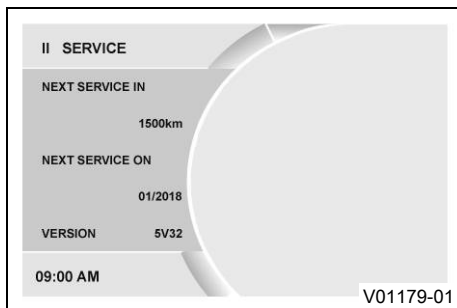 II SERVICE
NEXT SERVICE IN
1500km
NEXT SERVICE ON
01/2018
VERSION 5V32
09:00 AM
V01179-01